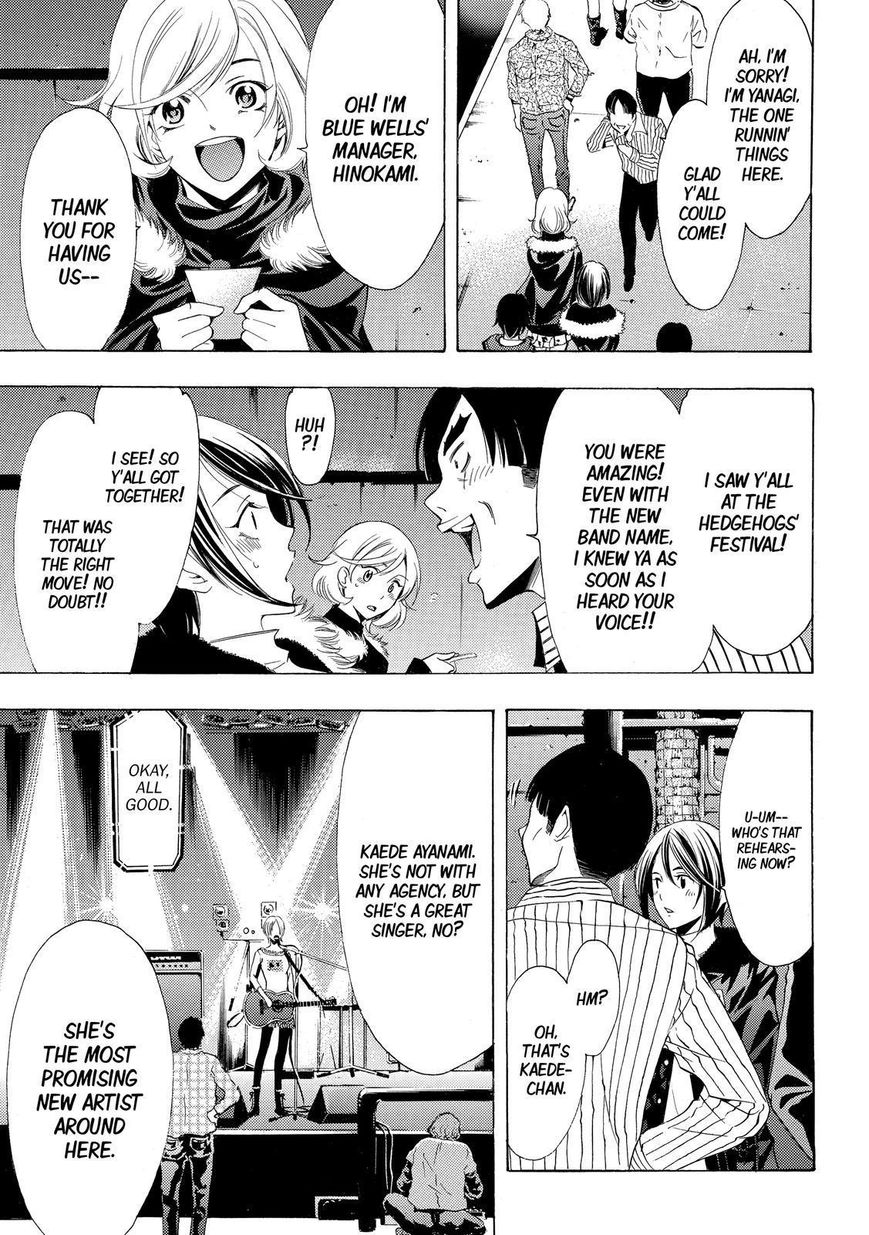 AH, I'M
SORRY!
I'M YANAGI,
THE ONE
RUNNIN'
THINGS
HERE.
GLAD
Y'ALL
COULD
COME!
OH! I'M
BLUE WELLS'
MANAGER,
HINOKAMI.
THANK
YOU FOR
HAVING
US--
I SAW Y'ALL
AT THE
HEDGEHOGS'
FESTIVAL!
YOU WERE
AMAZING!
EVEN WITH
THE NEW
BAND NAME,
I KNEW YA AS
SOON AS I
HEARD YOUR
VOICE!!
HUH
?!
I SEE! SO
Y'ALL GOT
TOGETHER!
THAT WAS
TOTALLY
THE RIGHT
MOVE! NO
DOUBT!!
U-UM--
WHO'S THAT
REHEARS-
ING NOW?
HM?
OH,
THAT'S
KAEDE-
CHAN.
OKAY,
ALL
GOOD.
KAEDE AYANAMI.
SHE'S NOT WITH
ANY AGENCY, BUT
SHE'S A GREAT
SINGER, NO?
SHE'S
THE MOST
PROMISING
NEW ARTIST
AROUND
HERE.